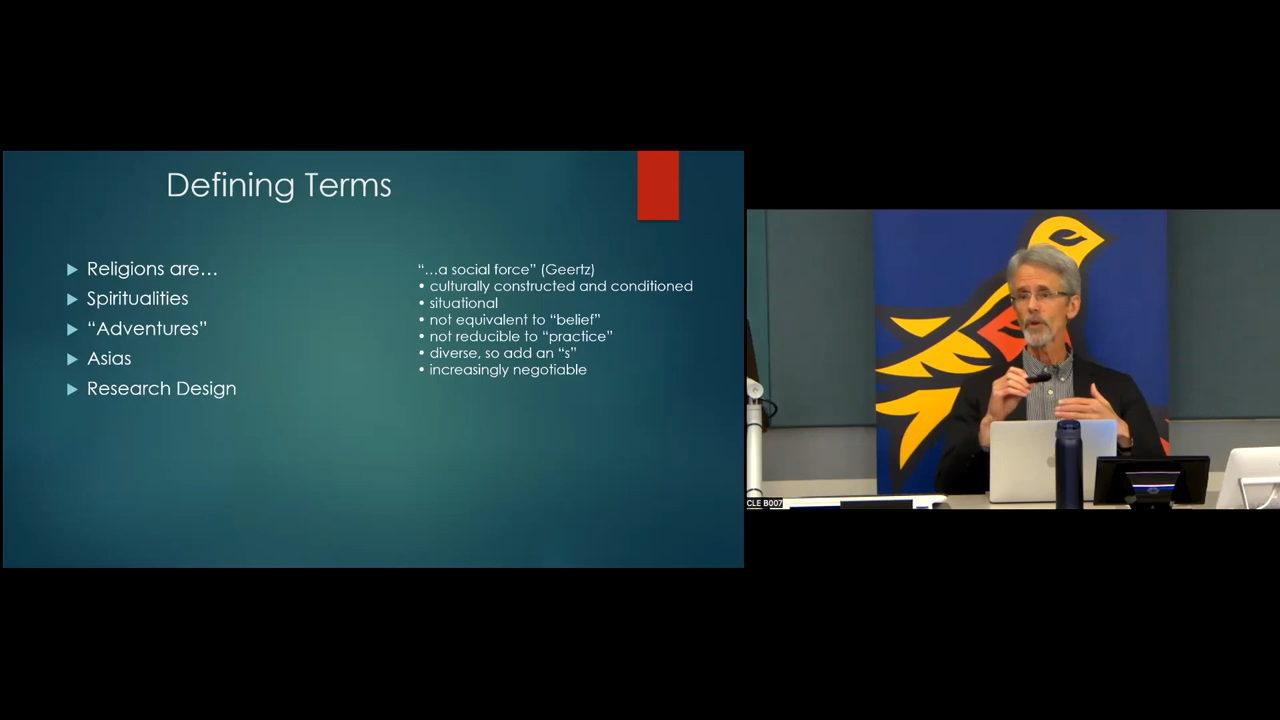 Defining Terms
Religions are…
Spiritualities
“Adventures”
Asias
Research Design
“…a social force” (Geertz)
• culturally constructed and conditioned
• situational
• not equivalent to “belief”
• not reducible to “practice”
• diverse, so add an “s”
• increasingly negotiable
CLE B007